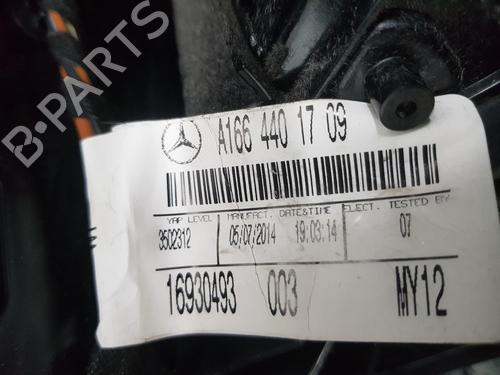 B-PARTS
A166 440 17 09
YAP LEVEL MANUFACT. DATE&TIME ELECT. TESTED BY
3502312 05/07/2014 19:03:14 07
16930493 003 MY12